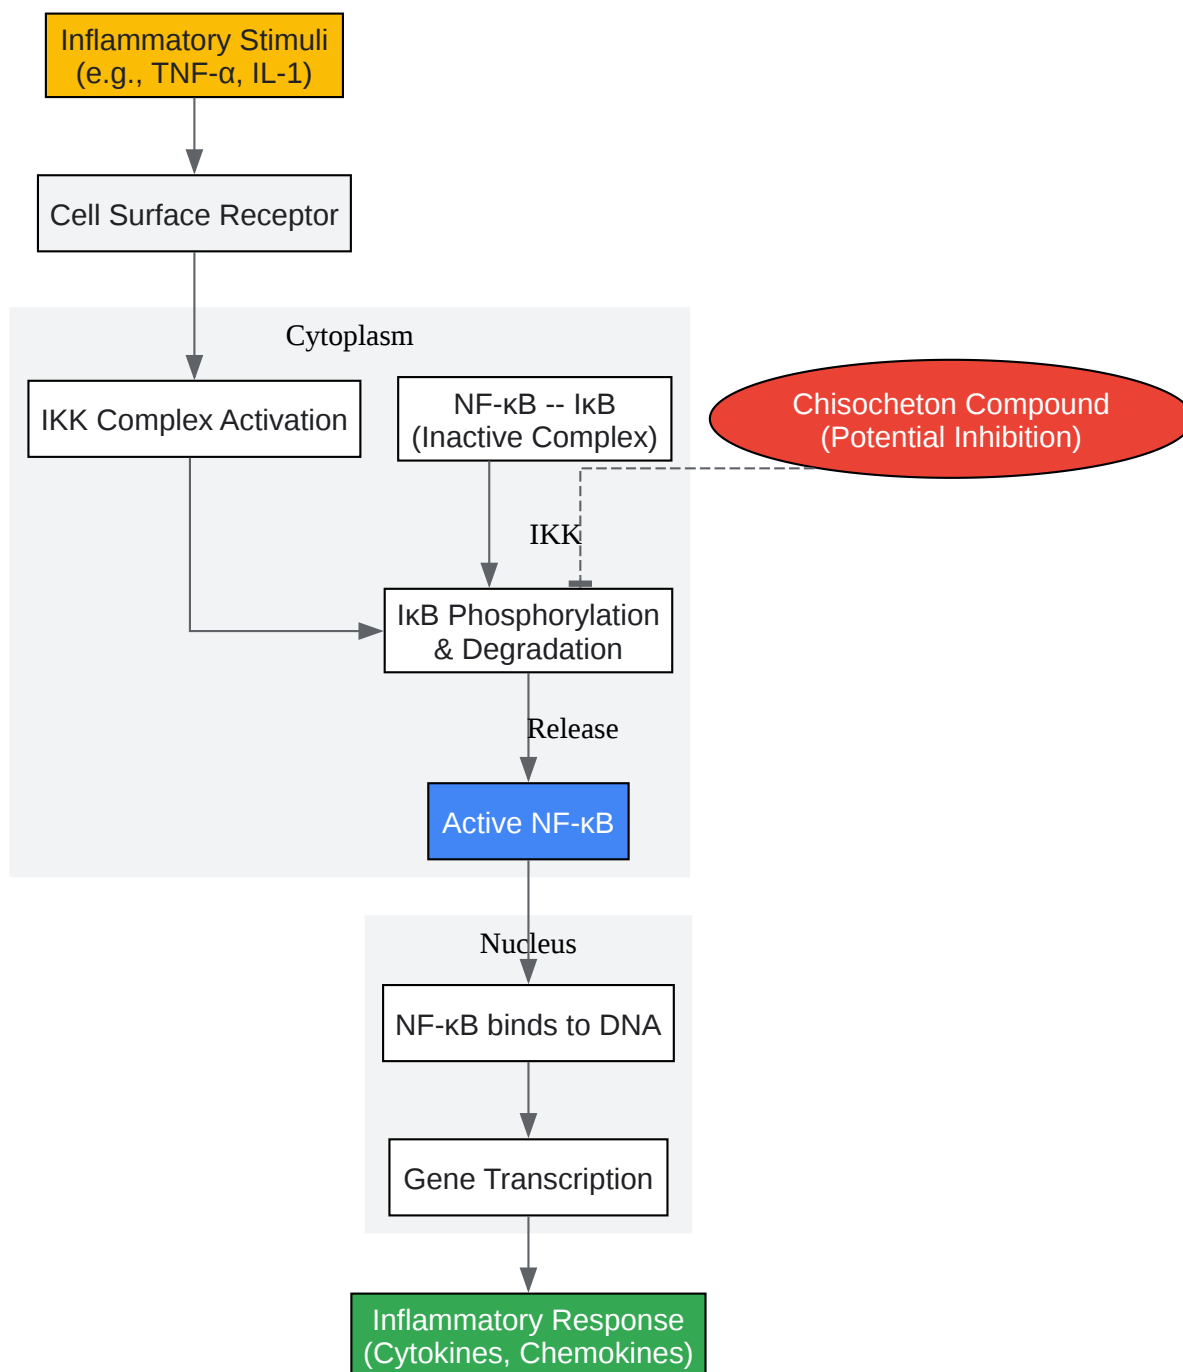 Inflammatory Stimuli
(e.g., TNF-α, IL-1)
Cell Surface Receptor
Cytoplasm
IKK Complex Activation
NF-κB -- IκB
(Inactive Complex)
Chisocheton Compound
(Potential Inhibition)
IKK
IκB Phosphorylation
& Degradation
Release
Active NF-κB
Nucleus
NF-κB binds to DNA
Gene Transcription
Inflammatory Response
(Cytokines, Chemokines)